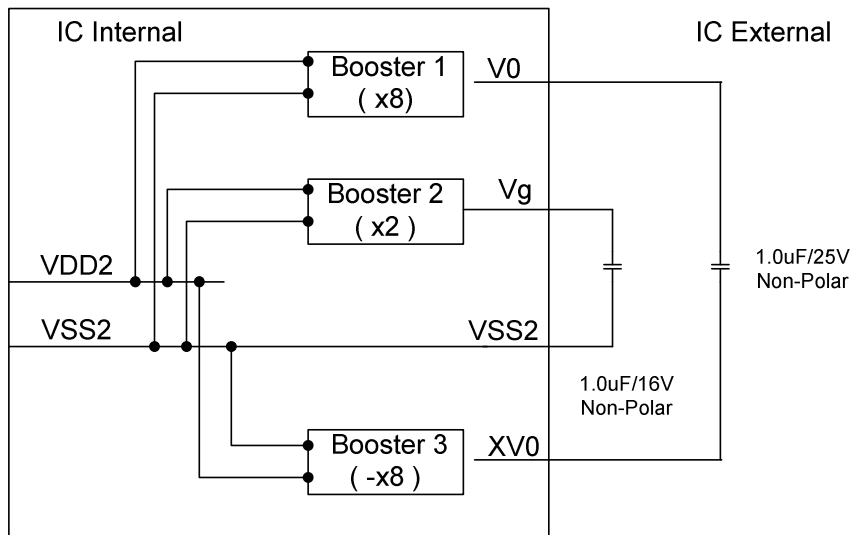 IC Internal
IC External
Booster 1
( x8)
V0
Booster 2
( x2 )
Vg
VDD2
1.0uF/25V
Non-Polar
VSS2
VSS2
1.0uF/16V
Non-Polar
Booster 3
( -x8 )
XV0